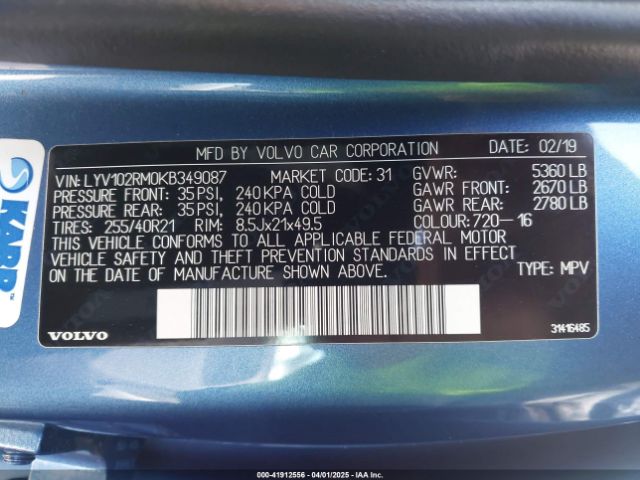 MFD BY VOLVO CAR CORPORATION DATE: 02/19
VIN: LYV102RM0KB349087 MARKET CODE: 31 GVWR: 5360 LB
PRESSURE FRONT: 35 PSI, 240 KPA COLD GAWR FRONT: 2670 LB
PRESSURE REAR: 35 PSI, 240 KPA COLD GAWR REAR: 2780 LB
TIRES: 255/40R21 RIM: 8.5Jx21x49.5 COLOUR: 720-16
THIS VEHICLE CONFORMS TO ALL APPLICABLE FEDERAL MOTOR
VEHICLE SAFETY AND THEFT PREVENTION STANDARDS IN EFFECT
ON THE DATE OF MANUFACTURE SHOWN ABOVE. TYPE: MPV
VOLVO 31416485
KARR
000-41912556 - 04/01/2025 - IAAI.com